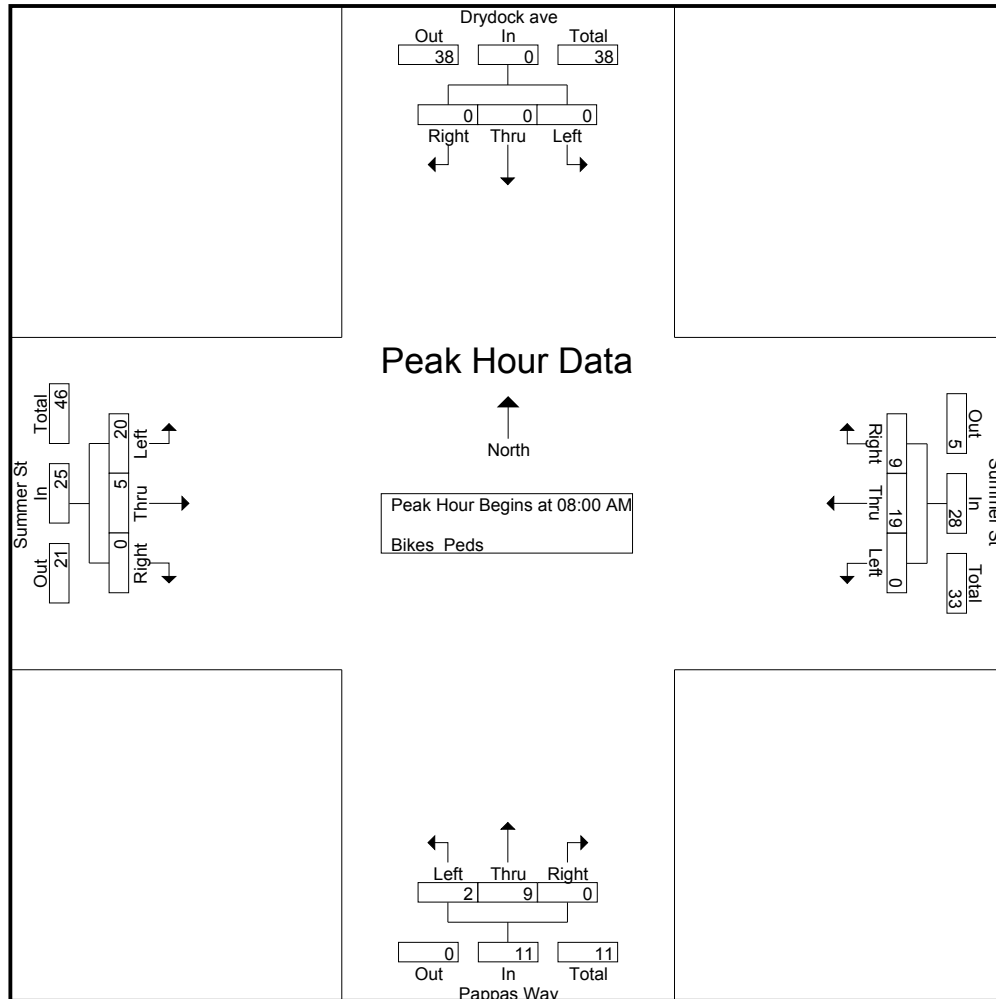 Drydock ave
Out In Total
38 0 38
0 0 0
Right Thru Left
Peak Hour Data
North
Peak Hour Begins at 08:00 AM
Bikes Peds
Summer St
Total In Out
46 25 21
20 5 0
Left Thru Right
Summer St
Out In Total
5 28 33
9 19 0
Right Thru Left
Left Thru Right
2 9 0
0 11 11
Out In Total
Pappas Way